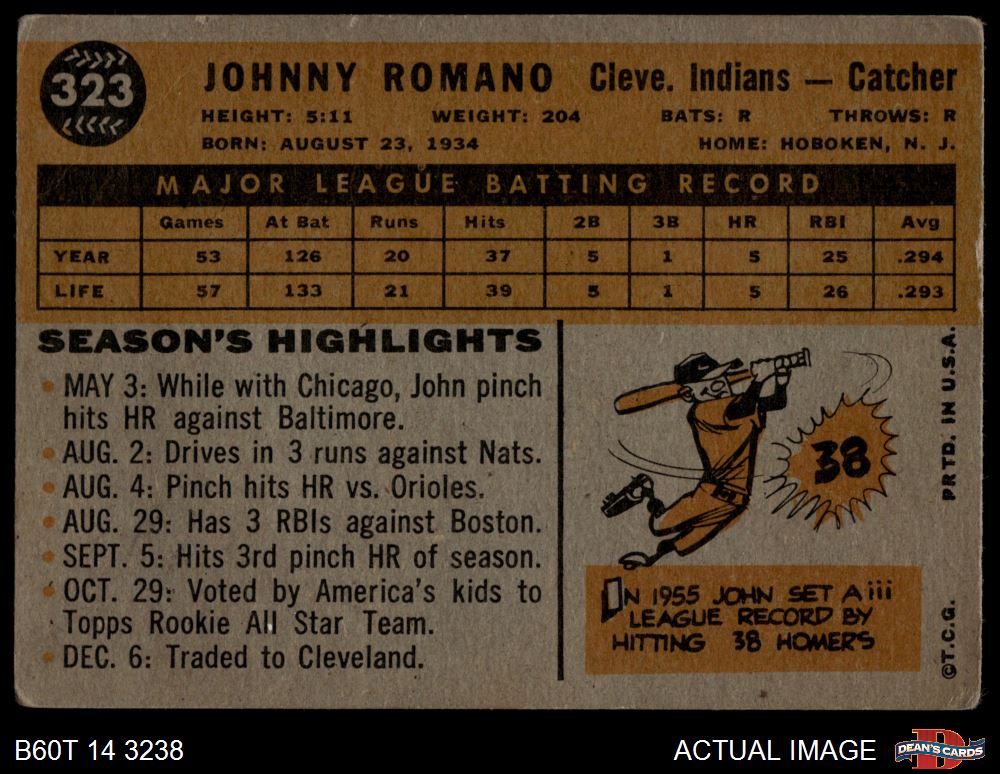 323
JOHNNY ROMANO Cleve. Indians — Catcher
HEIGHT: 5:11 WEIGHT: 204 BATS: R THROWS: R
BORN: AUGUST 23, 1934 HOME: HOBOKEN, N. J.
MAJOR LEAGUE BATTING RECORD
Games At Bat Runs Hits 2B 3B HR RBI Avg
YEAR 53 126 20 37 5 1 5 25 .294
LIFE 57 133 21 39 5 1 5 26 .293
SEASON'S HIGHLIGHTS
• MAY 3: While with Chicago, John pinch
hits HR against Baltimore.
• AUG. 2: Drives in 3 runs against Nats.
• AUG. 4: Pinch hits HR vs. Orioles.
• AUG. 29: Has 3 RBIs against Boston.
• SEPT. 5: Hits 3rd pinch HR of season.
• OCT. 29: Voted by America's kids to
Topps Rookie All Star Team.
• DEC. 6: Traded to Cleveland.
38
IN 1955 JOHN SET A iii
LEAGUE RECORD BY
HITTING 38 HOMERS
PRTD. IN U.S.A.
©T.C.G.
B60T 14 3238
ACTUAL IMAGE
D
DEAN'S CARDS